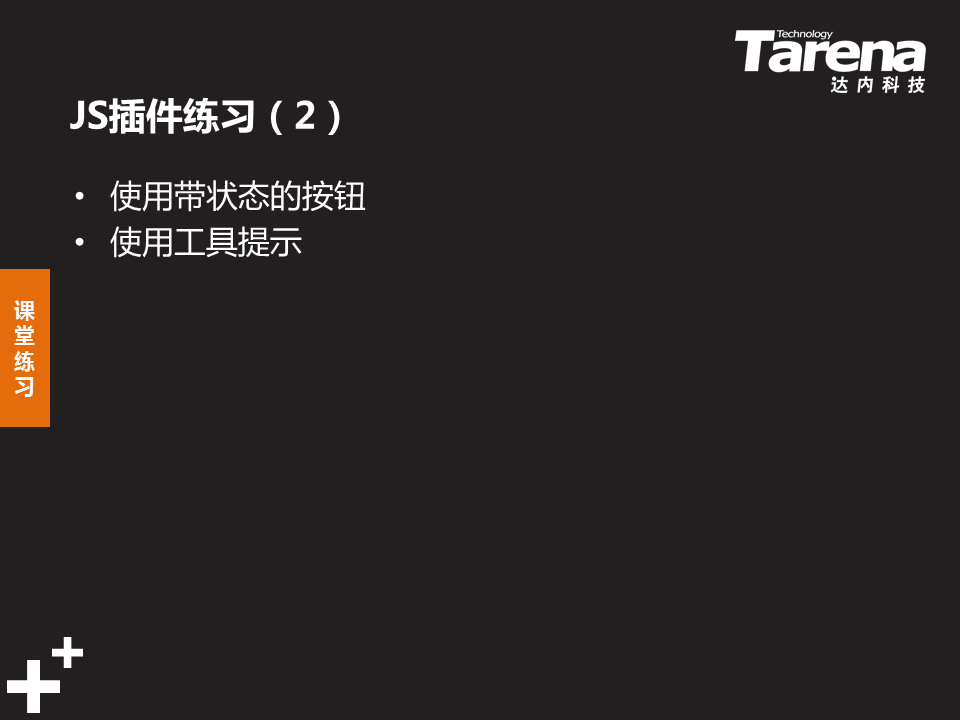 Technology
Tarena
达内科技
JS插件练习（2）
• 使用带状态的按钮
• 使用工具提示
课
堂
练
习